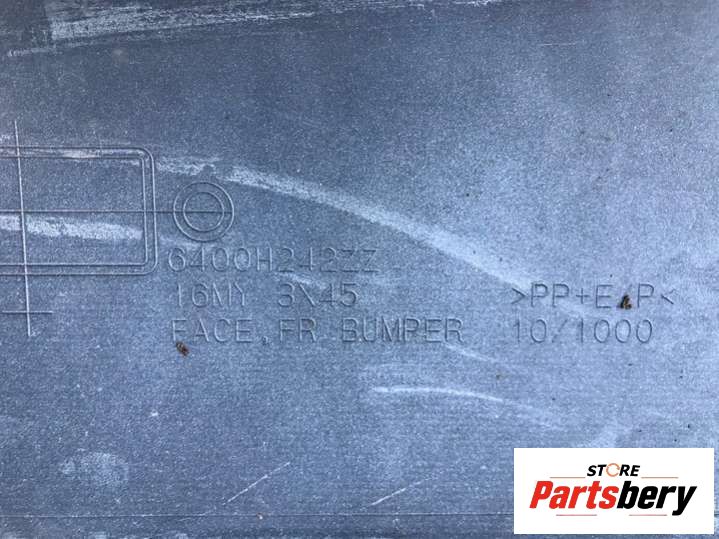 6400H242ZZ
16MY 3X45
FACE, FR BUMPER
>PP+E/P<
10/1000
STORE
Partsbery